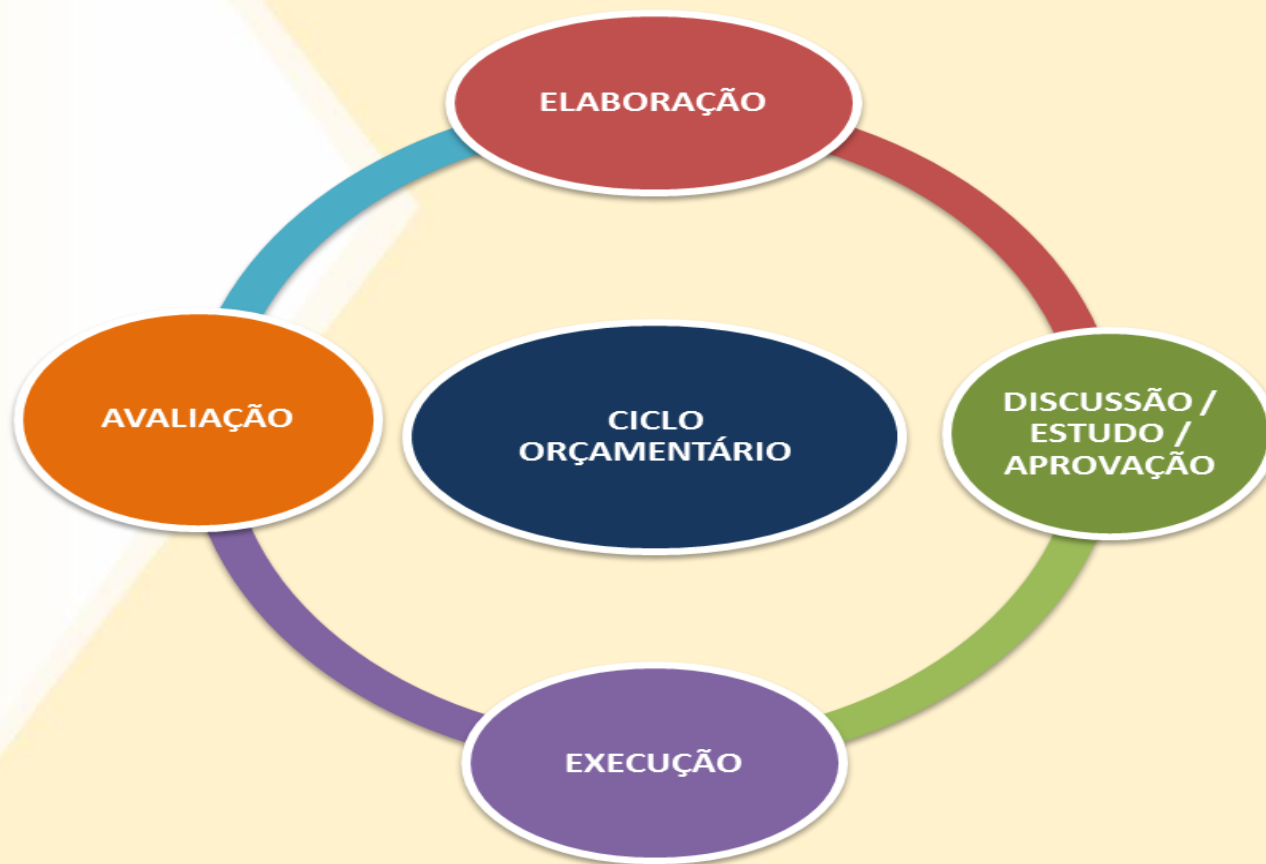 ELABORAÇÃO
AVALIAÇÃO
CICLO
ORÇAMENTÁRIO
DISCUSSÃO /
ESTUDO /
APROVAÇÃO
EXECUÇÃO